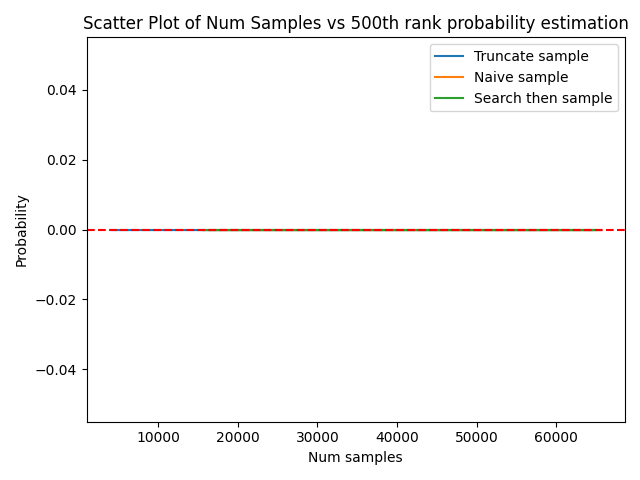 Scatter Plot of Num Samples vs 500th rank probability estimation
Truncate sample
Naive sample
Search then sample
0.04
0.02
0.00
−0.02
−0.04
Probability
10000 20000 30000 40000 50000 60000
Num samples